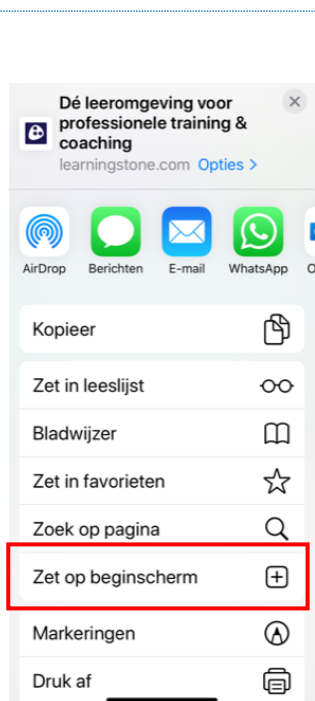 Dé leeromgeving voor
professionele training &
coaching
learningstone.com Opties >
AirDrop Berichten E-mail WhatsApp
Kopieer
Zet in leeslijst
Bladwijzer
Zet in favorieten
Zoek op pagina
Zet op beginscherm
Markeringen
Druk af